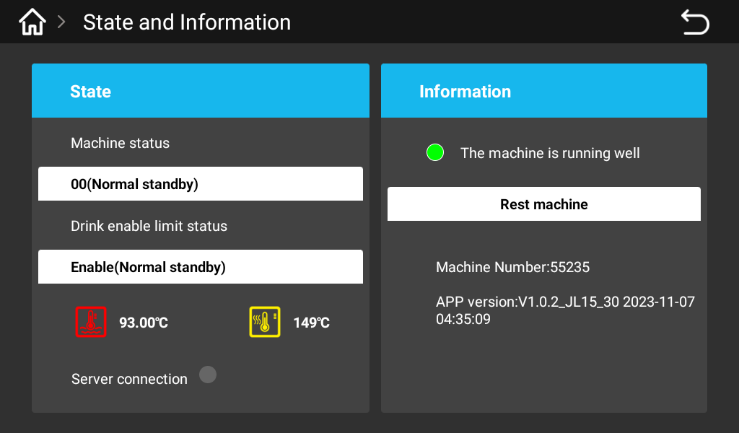 State and Information
State
Machine status
00(Normal standby)
Drink enable limit status
Enable(Normal standby)
93.00℃
149℃
Server connection
Information
The machine is running well
Rest machine
Machine Number:55235
APP version:V1.0.2_JL15_30 2023-11-07
04:35:09